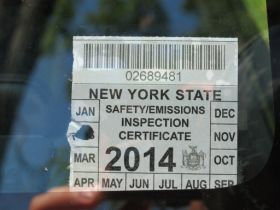 02689481
NEW YORK STATE
JAN SAFETY/EMISSIONS DEC
INSPECTION
CERTIFICATE NOV
MAR 2014 OCT
APR MAY JUN JUL AUG SEP